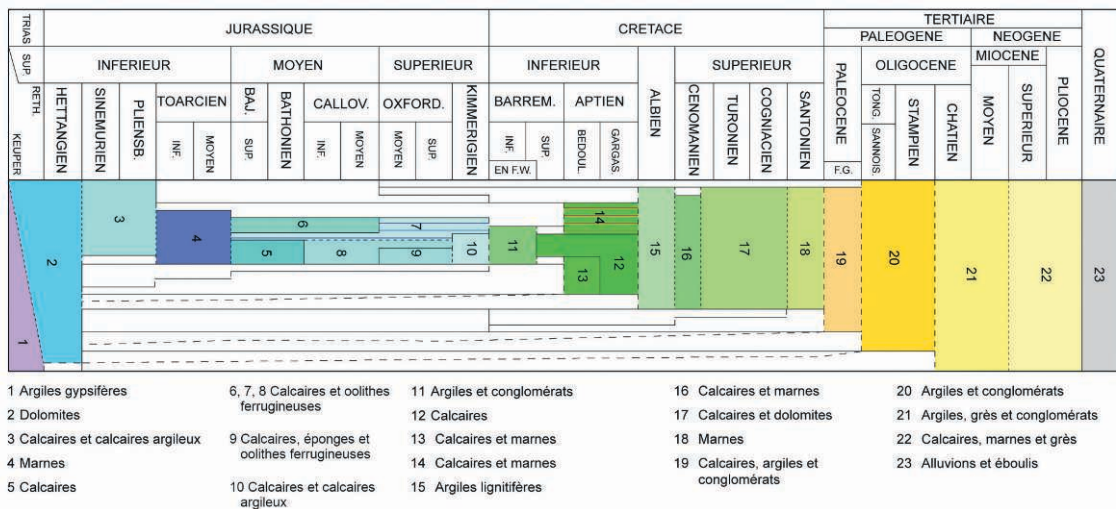 TRIAS
JURASSIQUE
CRETACE
TERTIAIRE
QUATERNAIRE
PALEOGENE
NEOGENE
SUP.
INFERIEUR
MOYEN
SUPERIEUR
INFERIEUR
SUPERIEUR
PALEOCENE
OLIGOCENE
MIOCENE
PLIOCENE
RETH.
KEUPER
HETTANGIEN
SINEMURIEN
PLIENSB.
TOARCIEN
BAJ.
BATHONIEN
CALLOV.
OXFORD.
KIMMERIGIEN
BARREM.
APTIEN
ALBIEN
CENOMANIEN
TURONIEN
COGNIACIEN
SANTONIEN
TONG.
SANNOIS.
STAMPIEN
CHATIEN
MOYEN
SUPERIEUR
INF.
MOYEN
SUP.
INF.
MOYEN
MOYEN
SUP.
INF.
SUP.
BEDOUL.
GARGAS.
EN F.W.
F.G.
1
2
3
4
5
6
7
8
9
10
11
12
13
14
15
16
17
18
19
20
21
22
23
1 Argiles gypsifères
2 Dolomites
3 Calcaires et calcaires argileux
4 Marnes
5 Calcaires
6, 7, 8 Calcaires et oolithes
ferrugineuses
9 Calcaires, éponges et
oolithes ferrugineuses
10 Calcaires et calcaires
argileux
11 Argiles et conglomérats
12 Calcaires
13 Calcaires et marnes
14 Calcaires et marnes
15 Argiles lignitifères
16 Calcaires et marnes
17 Calcaires et dolomites
18 Marnes
19 Calcaires, argiles et
conglomérats
20 Argiles et conglomérats
21 Argiles, grès et conglomérats
22 Calcaires, marnes et grès
23 Alluvions et éboulis